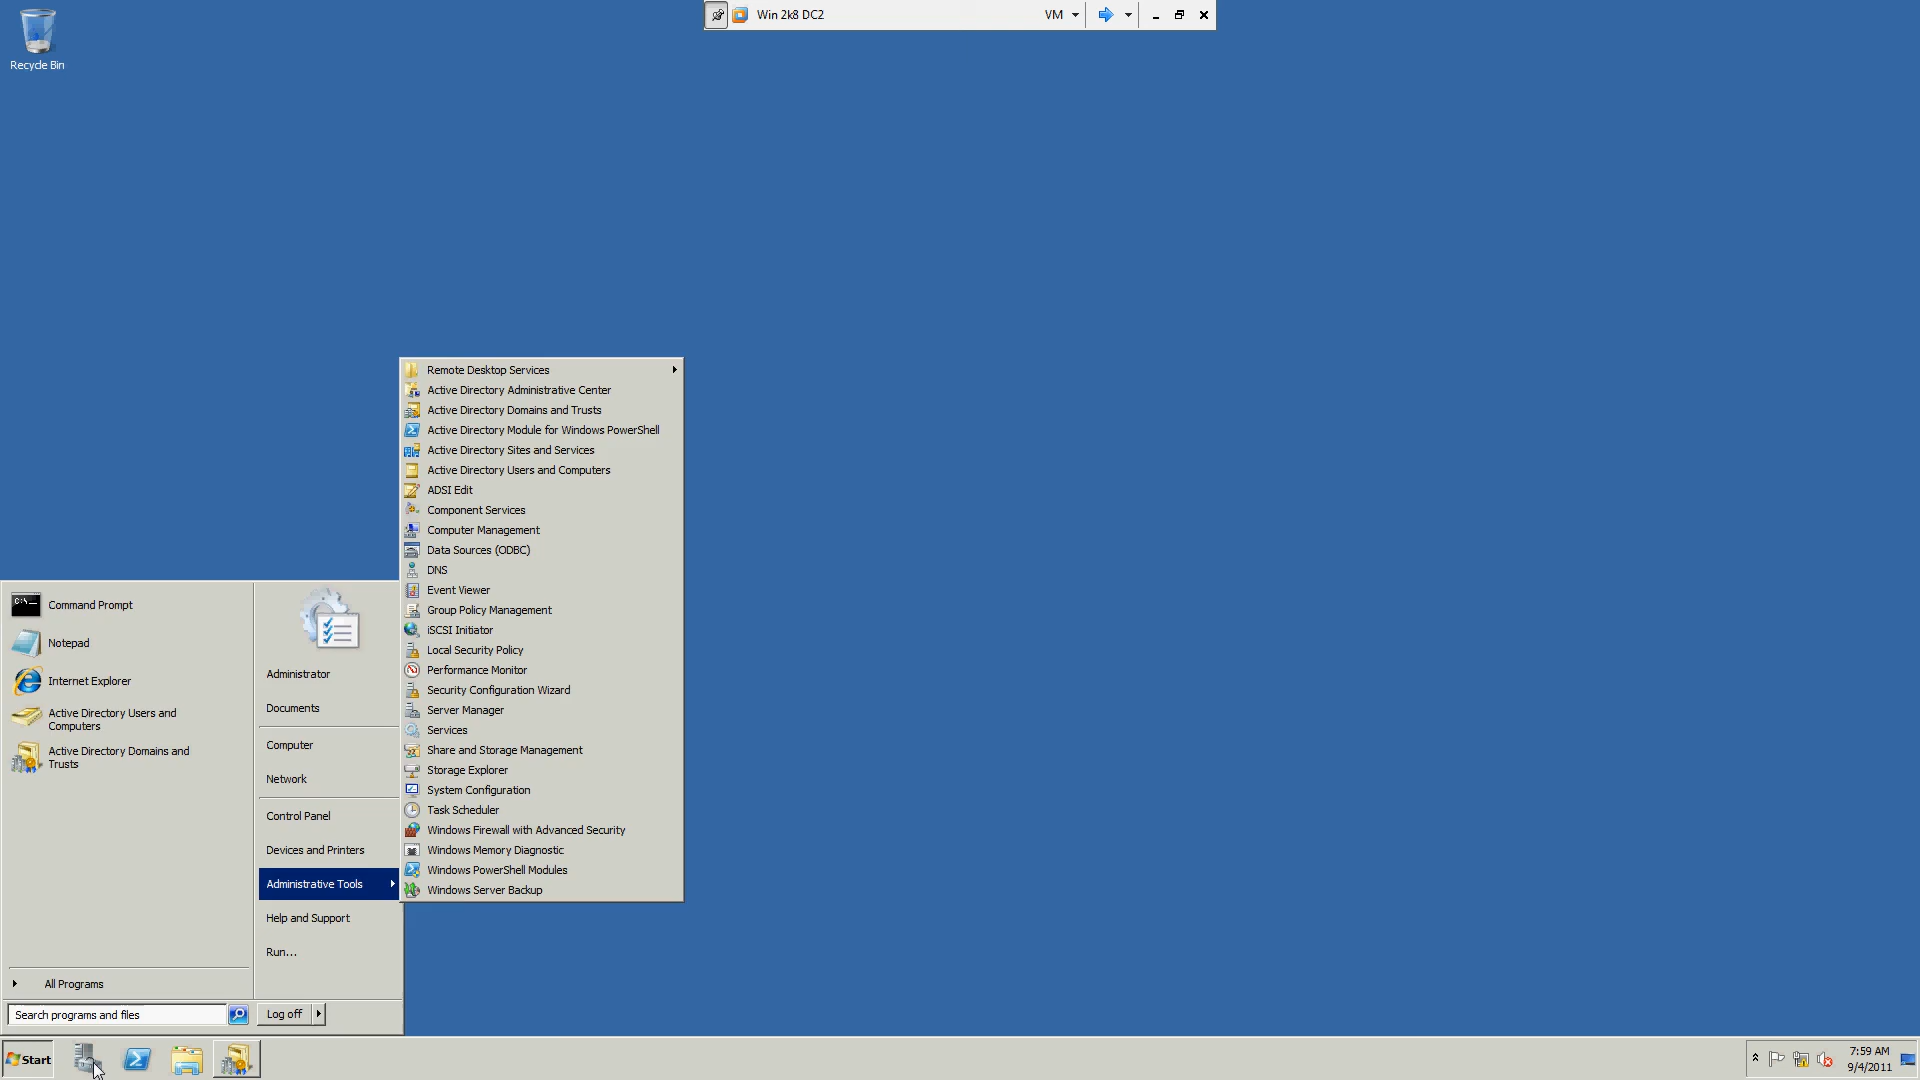 Win 2k8 DC2
VM
Recycle Bin
Remote Desktop Services
Active Directory Administrative Center
Active Directory Domains and Trusts
Active Directory Module for Windows PowerShell
Active Directory Sites and Services
Active Directory Users and Computers
ADSI Edit
Component Services
Computer Management
Data Sources (ODBC)
DNS
Event Viewer
Group Policy Management
iSCSI Initiator
Local Security Policy
Performance Monitor
Security Configuration Wizard
Server Manager
Services
Share and Storage Management
Storage Explorer
System Configuration
Task Scheduler
Windows Firewall with Advanced Security
Windows Memory Diagnostic
Windows PowerShell Modules
Windows Server Backup
Command Prompt
Notepad
Internet Explorer
Active Directory Users and
Computers
Active Directory Domains and
Trusts
All Programs
Search programs and files
Administrator
Documents
Computer
Network
Control Panel
Devices and Printers
Administrative Tools
Help and Support
Run...
Log off
Start
7:59 AM
9/4/2011